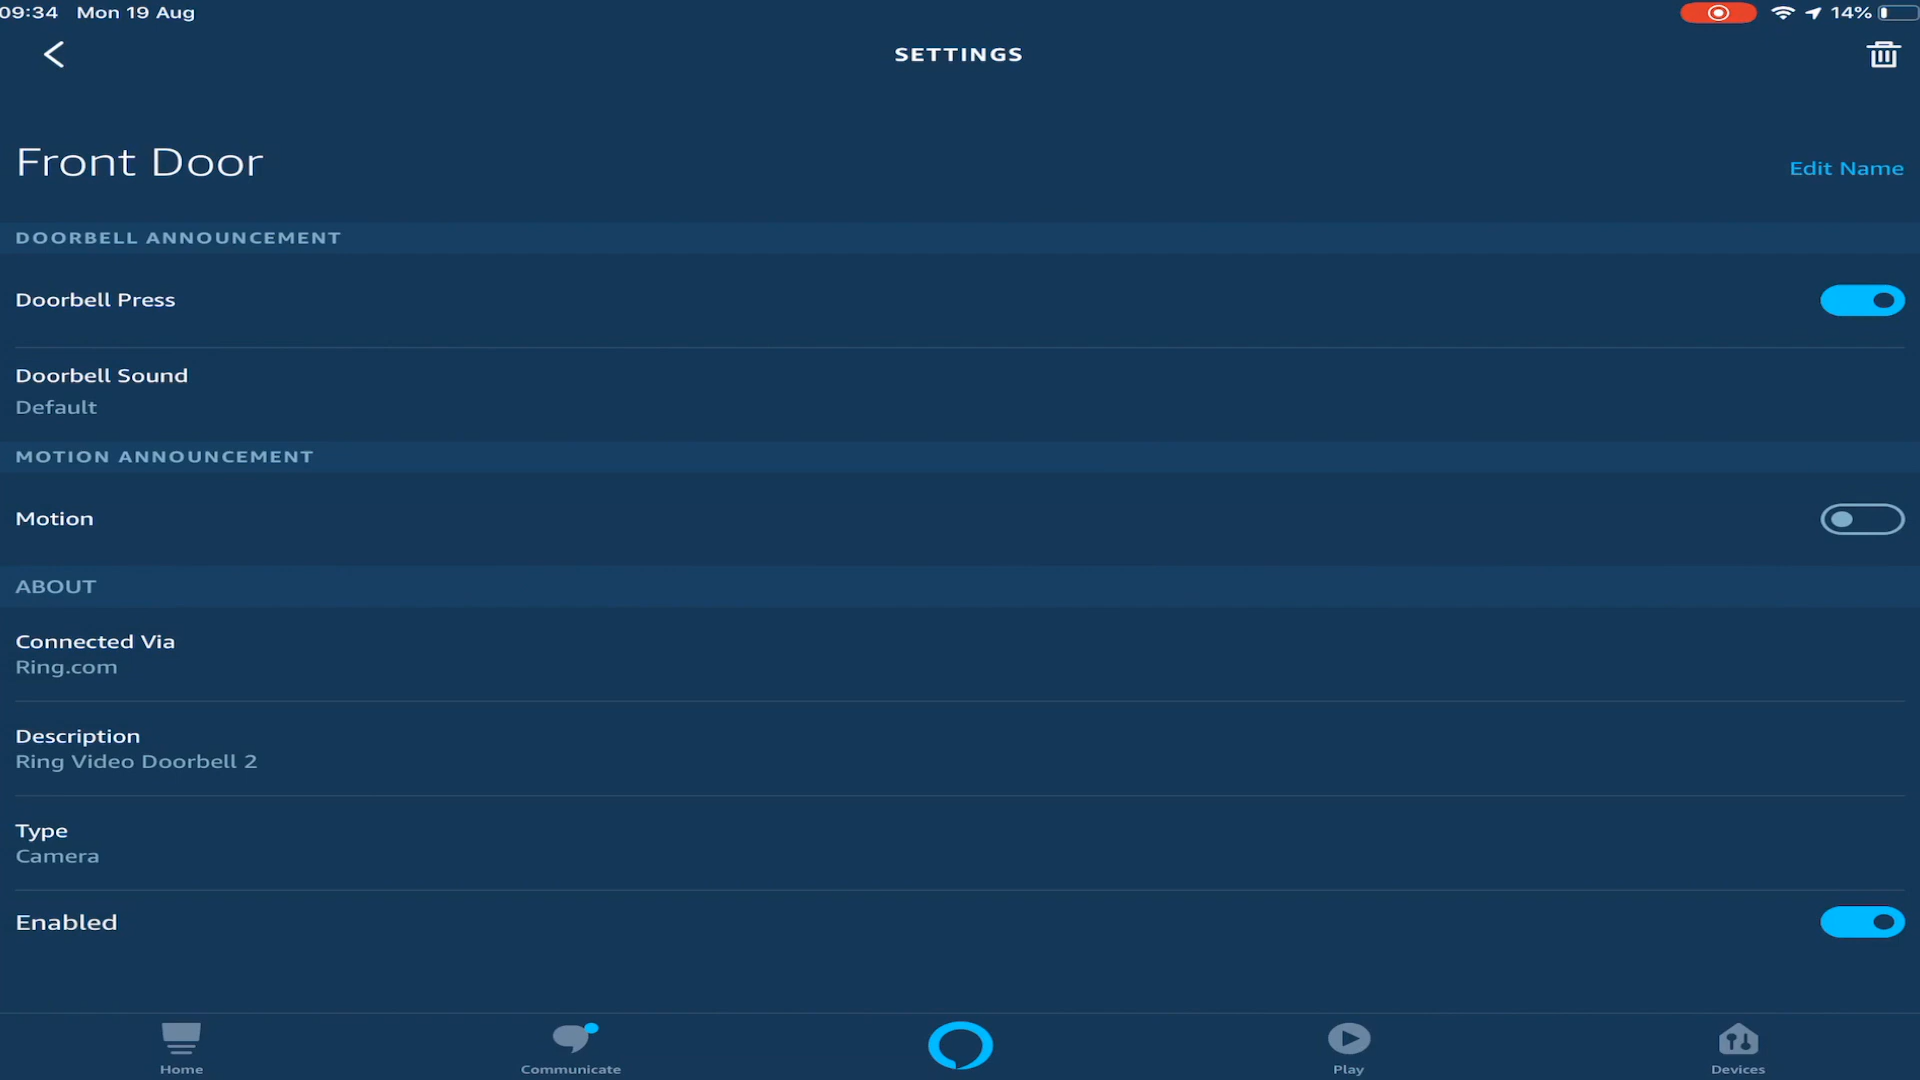 09:34 Mon 19 Aug
14%
SETTINGS
Front Door
Edit Name
DOORBELL ANNOUNCEMENT
Doorbell Press
Doorbell Sound
Default
MOTION ANNOUNCEMENT
Motion
ABOUT
Connected Via
Ring.com
Description
Ring Video Doorbell 2
Type
Camera
Enabled
Home
Communicate
Play
Devices